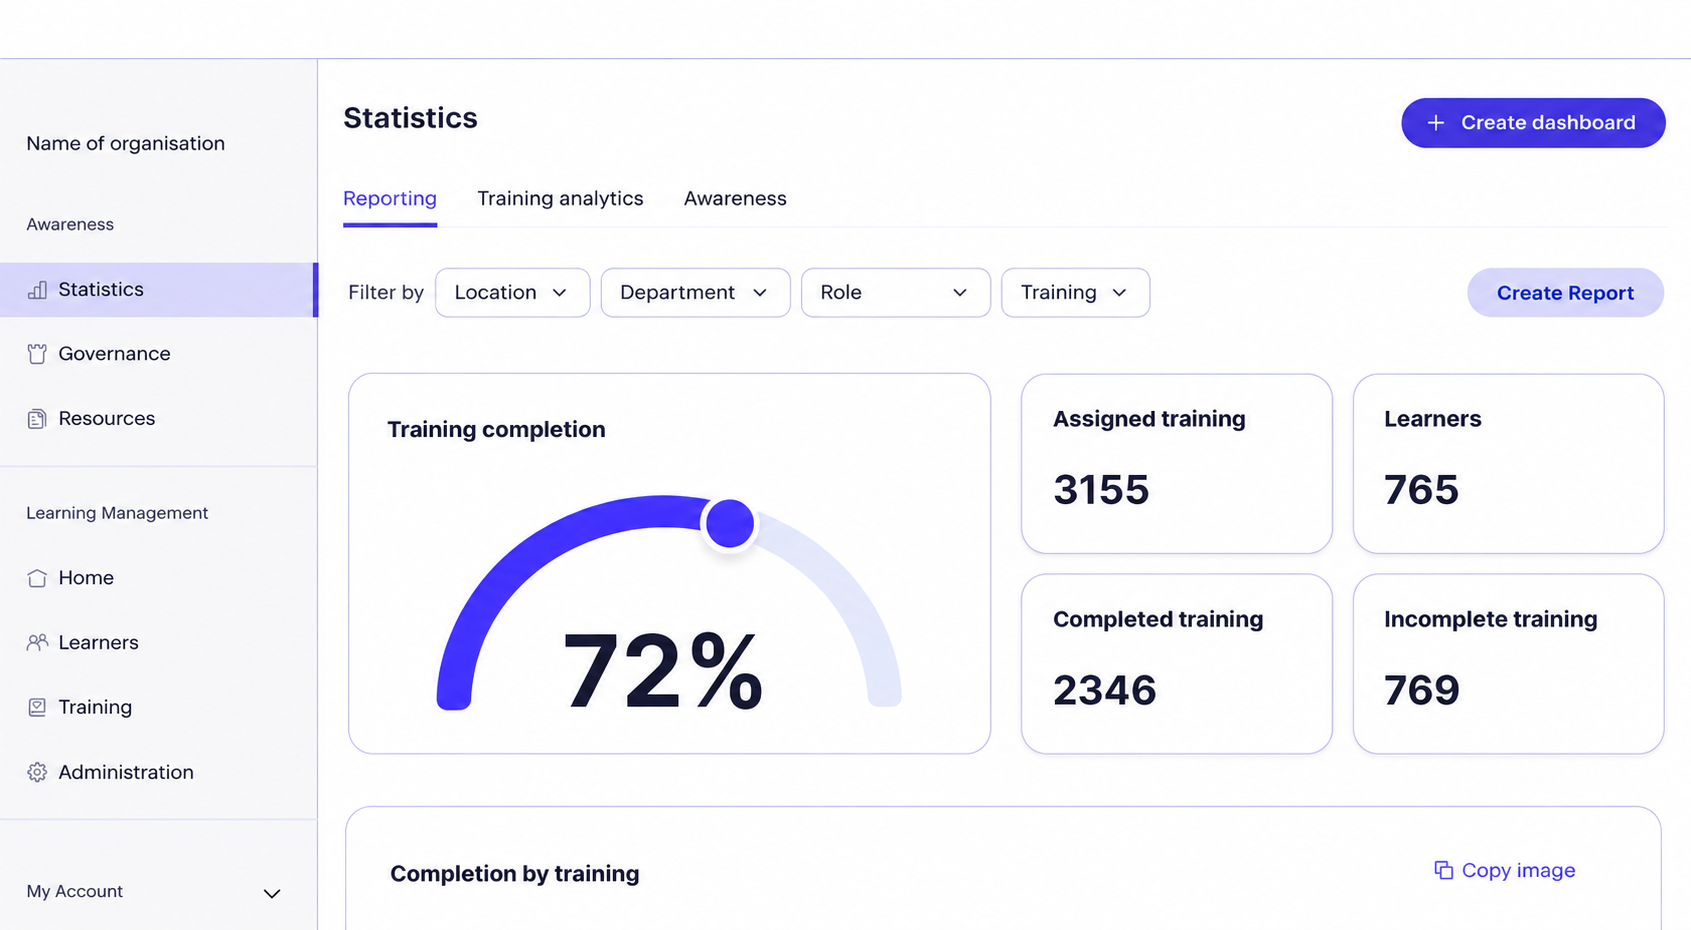 Name of organisation
Awareness
Statistics
Governance
Resources
Learning Management
Home
Learners
Training
Administration
My Account
Statistics
+ Create dashboard
Reporting Training analytics Awareness
Filter by Location Department Role Training Create Report
Training completion
72%
Assigned training
3155
Learners
765
Completed training
2346
Incomplete training
769
Completion by training
Copy image